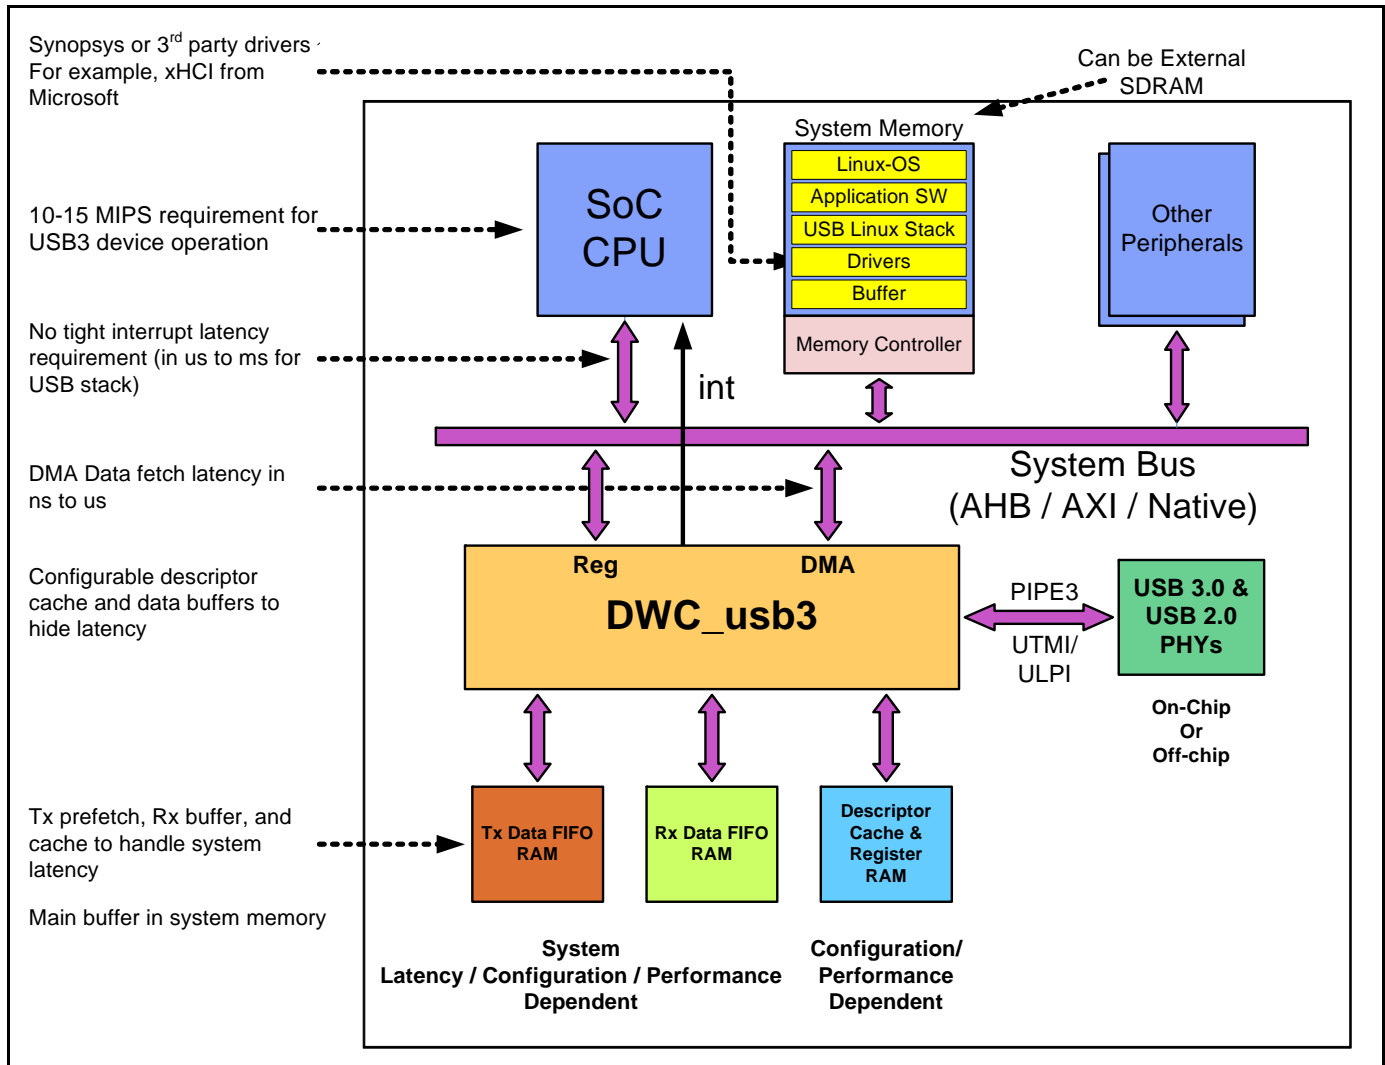 Synopsys or 3rd party drivers
For example, xHCI from
Microsoft
Can be External
SDRAM
System Memory
Linux-OS
Application SW
USB Linux Stack
Drivers
Buffer
Memory Controller
SoC
CPU
Other
Peripherals
10-15 MIPS requirement for
USB3 device operation
No tight interrupt latency
requirement (in us to ms for
USB stack)
int
System Bus
(AHB / AXI / Native)
DMA Data fetch latency in
ns to us
Reg
DMA
DWC_usb3
Configurable descriptor
cache and data buffers to
hide latency
PIPE3
UTMI/
ULPI
USB 3.0 &
USB 2.0
PHYs
On-Chip
Or
Off-chip
Tx prefetch, Rx buffer, and
cache to handle system
latency
Main buffer in system memory
Tx Data FIFO
RAM
Rx Data FIFO
RAM
Descriptor
Cache &
Register
RAM
System
Latency / Configuration / Performance
Dependent
Configuration/
Performance
Dependent